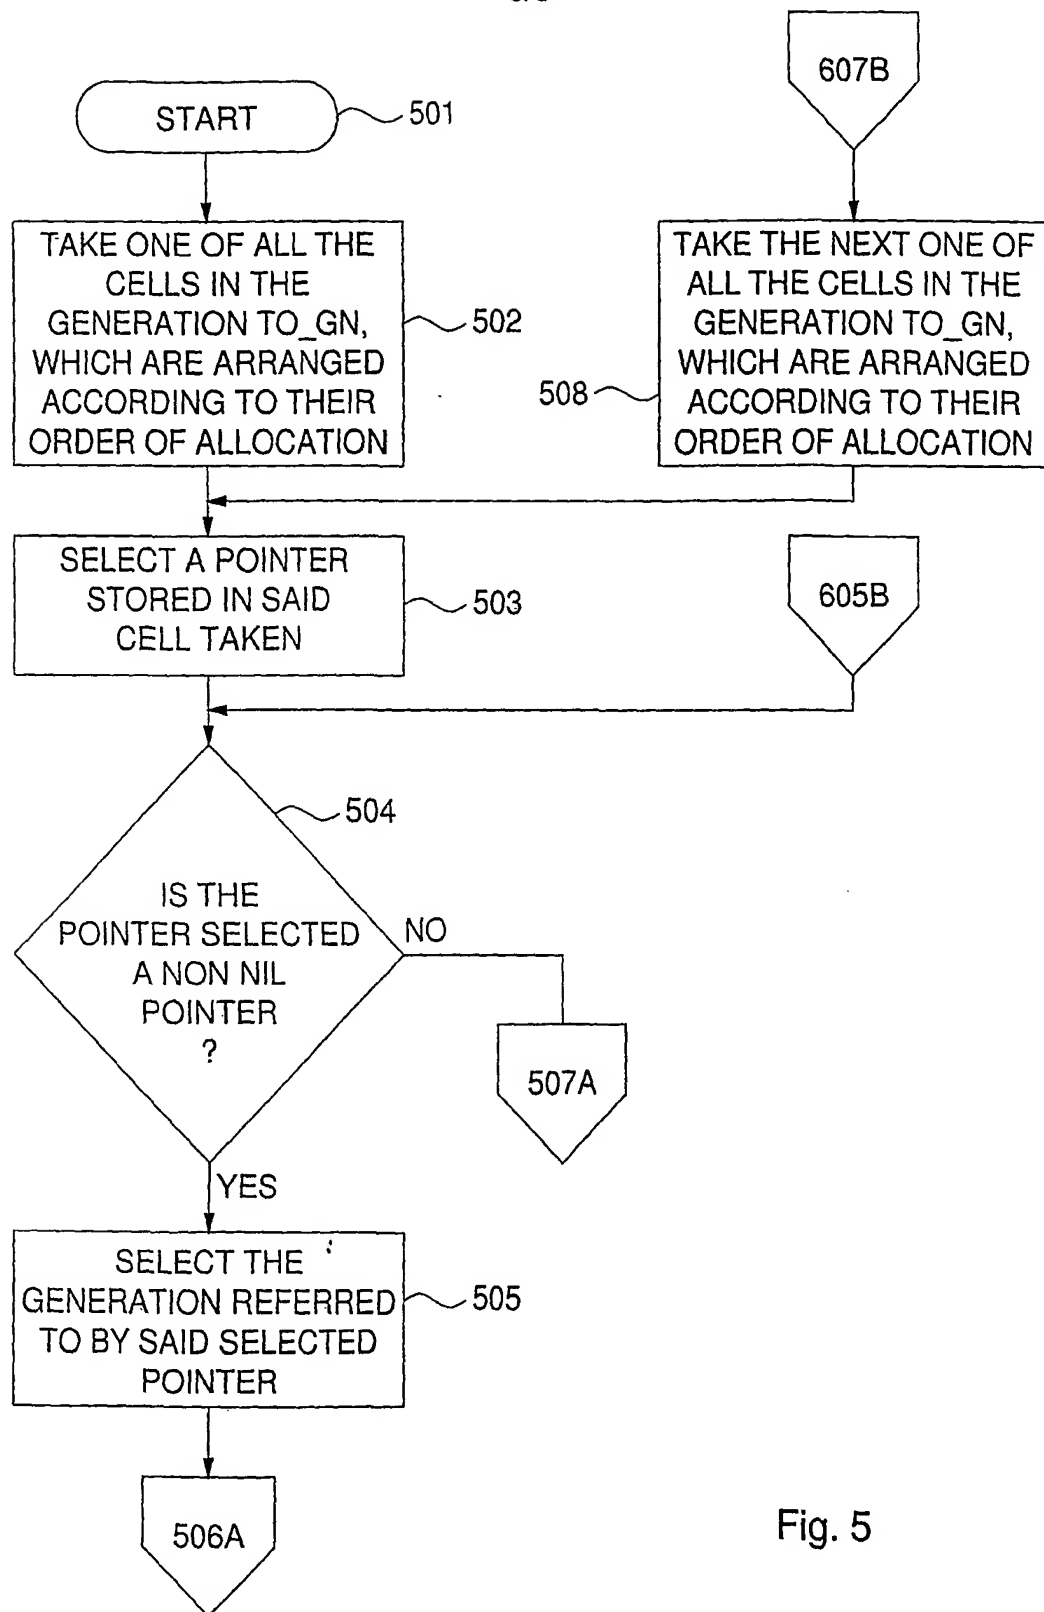 607B
START
501
TAKE ONE OF ALL THE
CELLS IN THE
GENERATION TO_GN,
WHICH ARE ARRANGED
ACCORDING TO THEIR
ORDER OF ALLOCATION
502
TAKE THE NEXT ONE OF
ALL THE CELLS IN THE
GENERATION TO_GN,
WHICH ARE ARRANGED
ACCORDING TO THEIR
ORDER OF ALLOCATION
508
SELECT A POINTER
STORED IN SAID
CELL TAKEN
503
605B
504
IS THE
POINTER SELECTED
A NON NIL
POINTER
?
NO
507A
YES
SELECT THE
GENERATION REFERRED
TO BY SAID SELECTED
POINTER
505
506A
Fig. 5